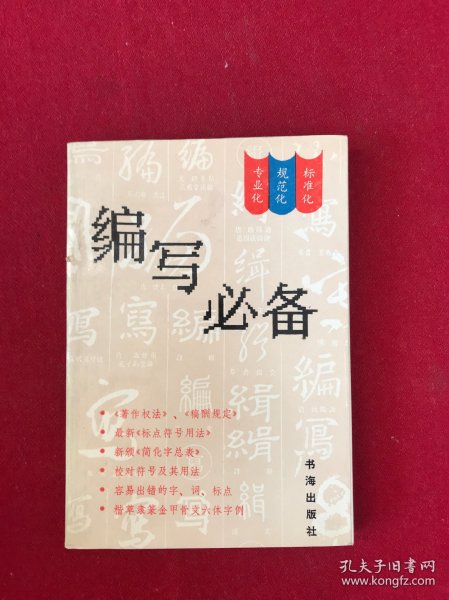 标准化
规范化
专业化
编写必备
•《著作权法》、《稿酬规定》
•最新《标点符号用法》
•新颁《简化字总表》
•校对符号及其用法
•容易出错的字、词、标点
•楷草隶篆金甲骨文六体字例
书海出版社
孔夫子旧书网
www.kongfz.com